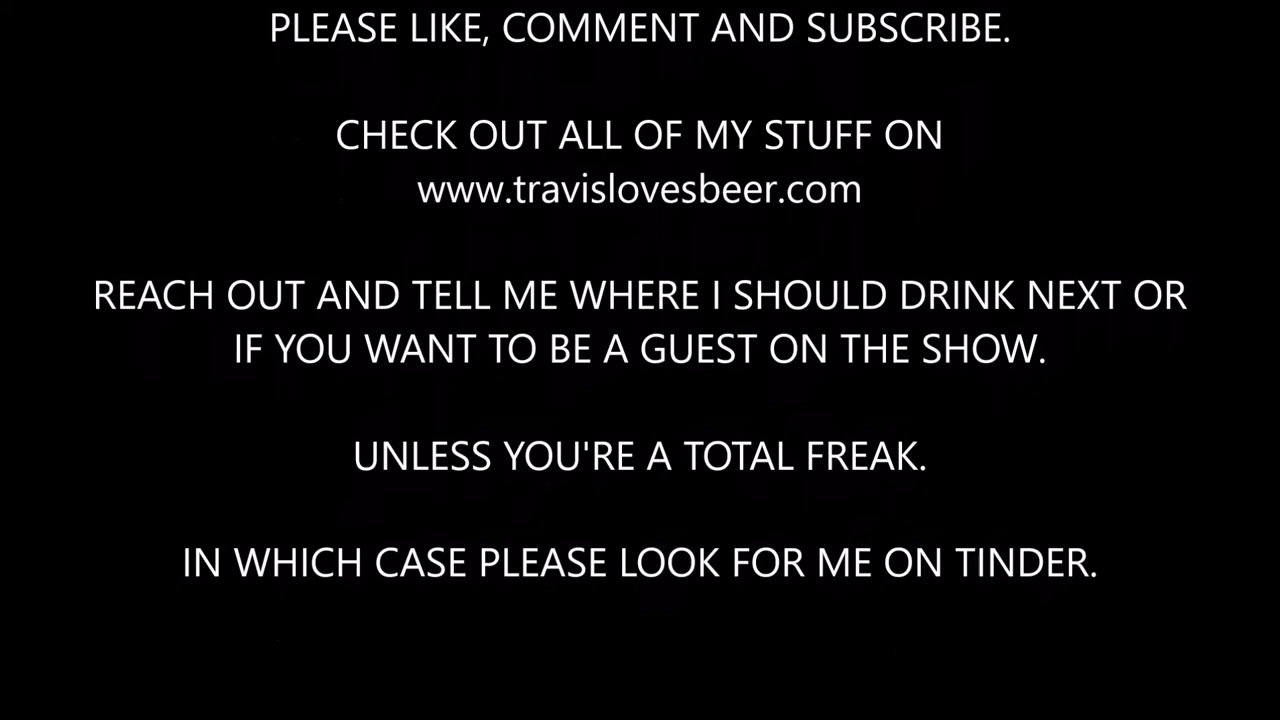 PLEASE LIKE, COMMENT AND SUBSCRIBE.
CHECK OUT ALL OF MY STUFF ON
www.travislovesbeer.com
REACH OUT AND TELL ME WHERE I SHOULD DRINK NEXT OR
IF YOU WANT TO BE A GUEST ON THE SHOW.
UNLESS YOU'RE A TOTAL FREAK.
IN WHICH CASE PLEASE LOOK FOR ME ON TINDER.